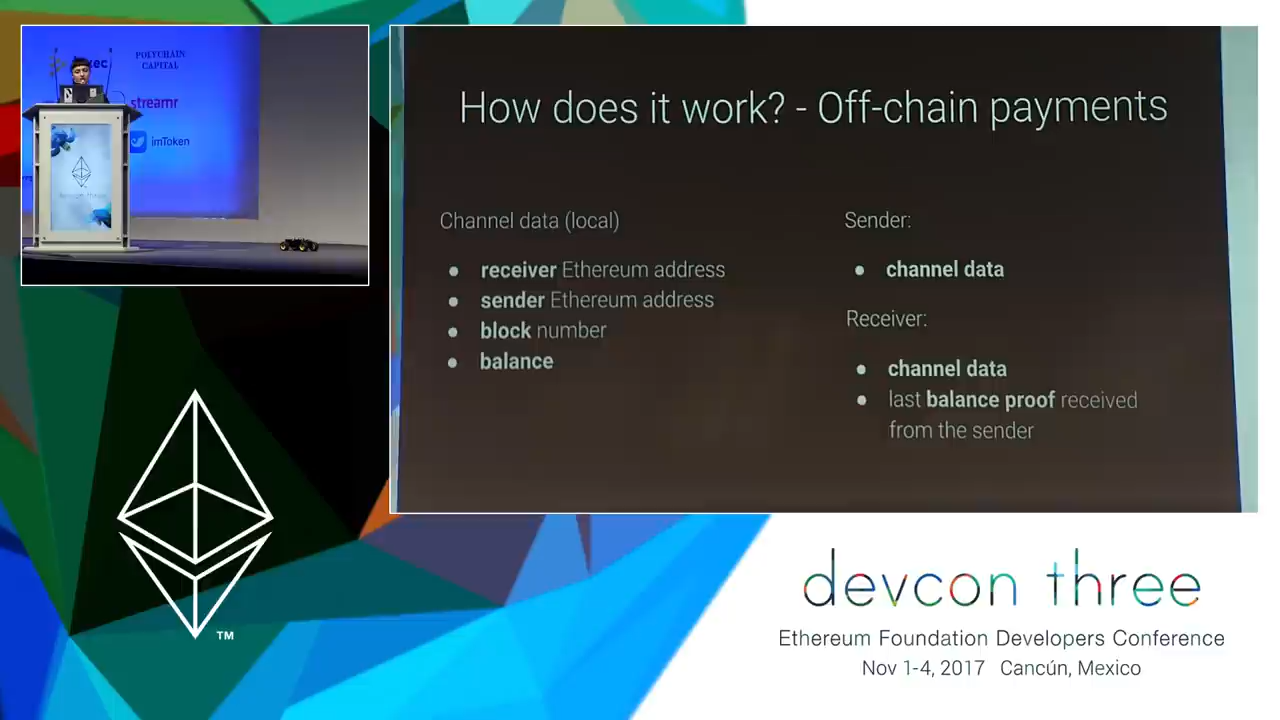 POLYCHAIN
CAPITAL
streamr
imToken
How does it work? - Off-chain payments
Channel data (local)
● receiver Ethereum address
● sender Ethereum address
● block number
● balance
Sender:
● channel data
Receiver:
● channel data
● last balance proof received
from the sender
TM
devcon three
Ethereum Foundation Developers Conference
Nov 1-4, 2017 Cancún, Mexico